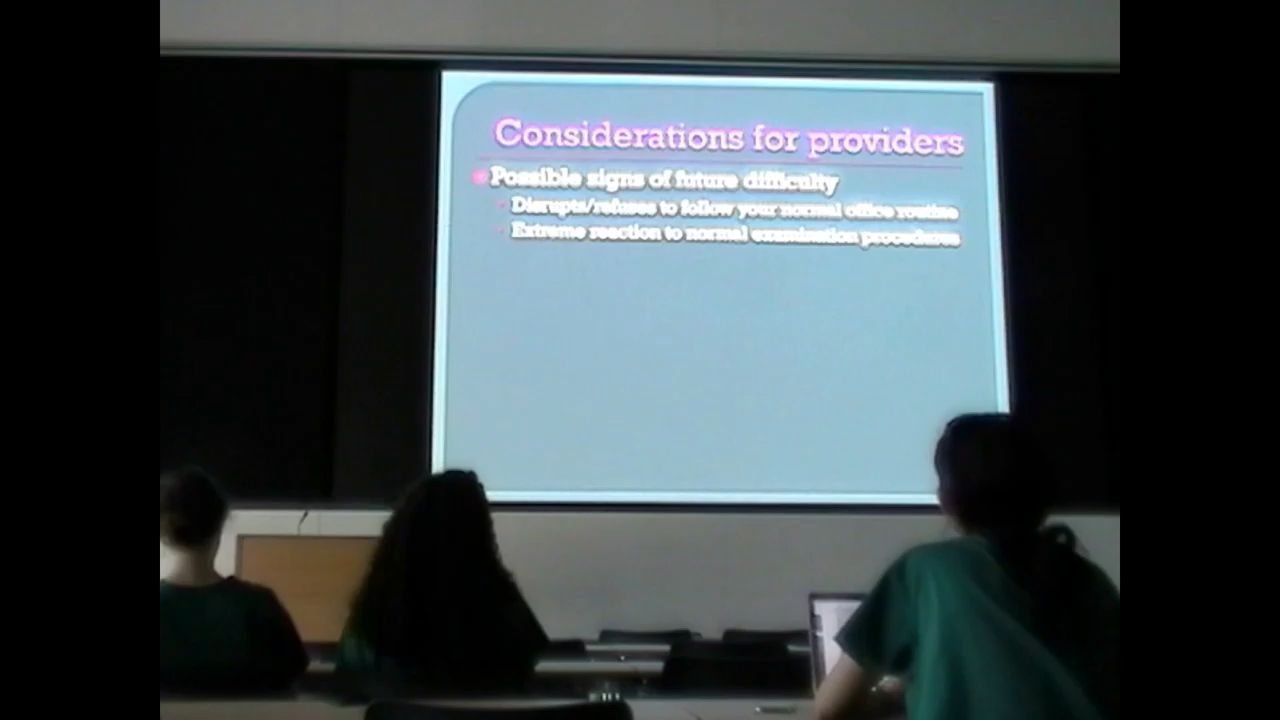 Considerations for providers
Possible signs of future difficulty
Disrupts/refuses to follow your normal office routine
Extreme reaction to normal examination procedures